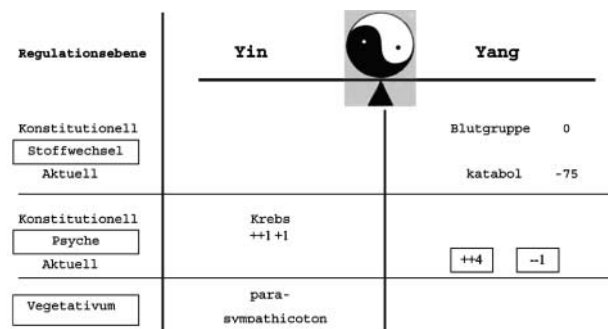 Regulationsebene Yin Yang
Konstitutionell Blutgruppe 0
Stoffwechsel
Aktuell katabol -75
Konstitutionell Krebs
++1 +1
Psyche
Aktuell ++4 --1
Vegetativum para-
sympathicoton